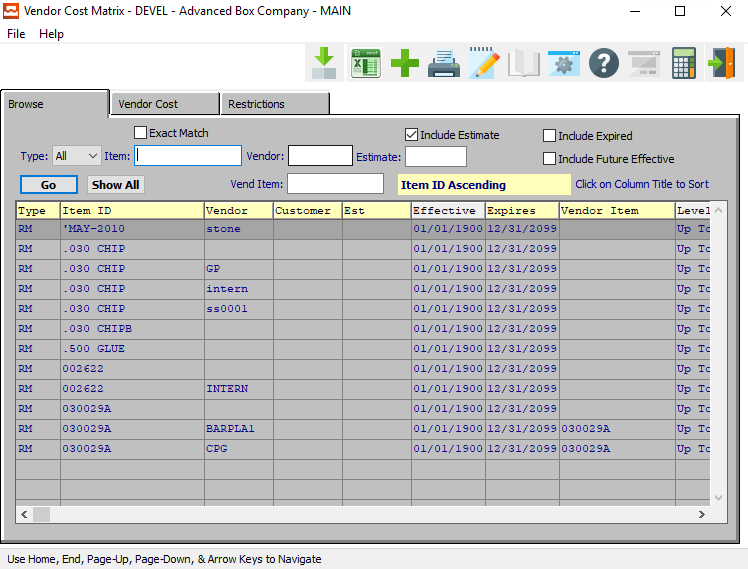 Vendor Cost Matrix - DEVEL - Advanced Box Company - MAIN
File Help
Browse Vendor Cost Restrictions
Exact Match Include Estimate Include Expired
Type: All Item: Vendor: Estimate: Include Future Effective
Go Show All Vend Item: Item ID Ascending Click on Column Title to Sort
Type Item ID Vendor Customer Est Effective Expires Vendor Item Level
RM 'MAY-2010 stone 01/01/1900 12/31/2099 Up To
RM .030 CHIP 01/01/1900 12/31/2099 Up To
RM .030 CHIP GP 01/01/1900 12/31/2099 Up To
RM .030 CHIP intern 01/01/1900 12/31/2099 Up To
RM .030 CHIP ss0001 01/01/1900 12/31/2099 Up To
RM .030 CHIPB 01/01/1900 12/31/2099 Up To
RM .500 GLUE 01/01/1900 12/31/2099 Up To
RM 002622 01/01/1900 12/31/2099 Up To
RM 002622 INTERN 01/01/1900 12/31/2099 Up To
RM 030029A 01/01/1900 12/31/2099 Up To
RM 030029A BARPLA1 01/01/1900 12/31/2099 030029A Up To
RM 030029A CPG 01/01/1900 12/31/2099 030029A Up To
Use Home, End, Page-Up, Page-Down, & Arrow Keys to Navigate